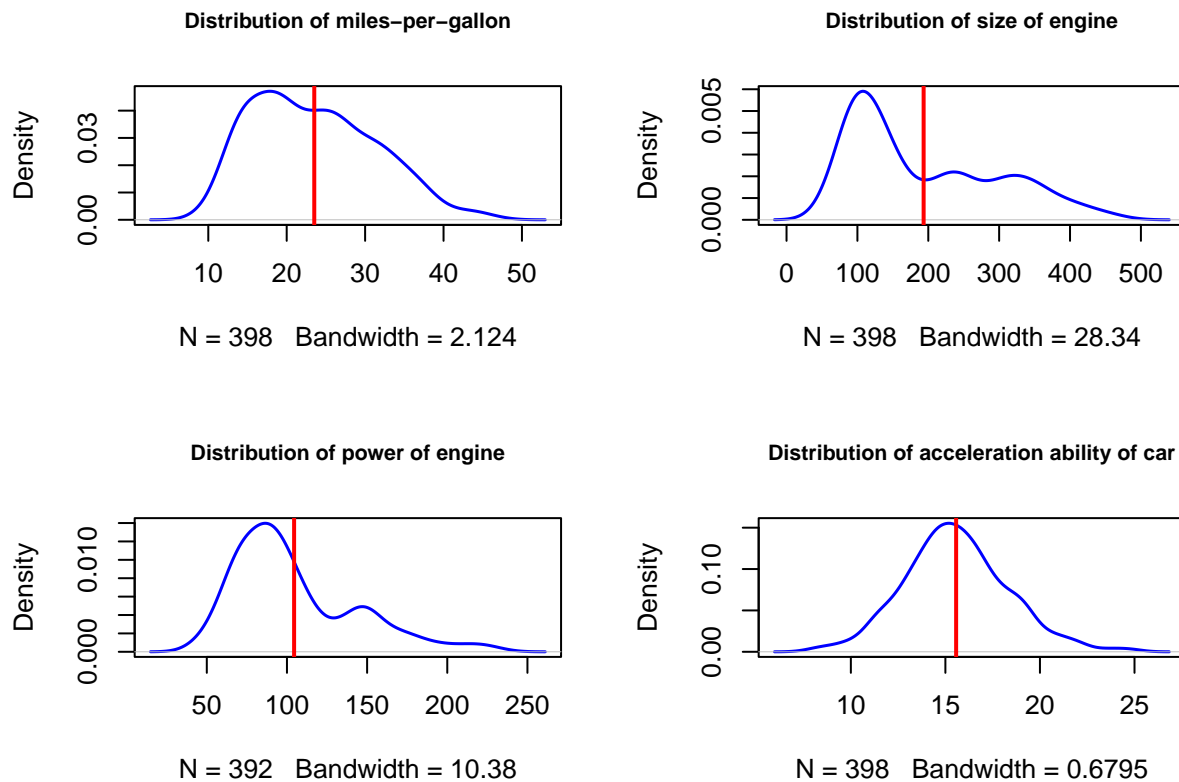 Distribution of miles−per−gallon
Density
0.00 0.03
10 20 30 40 50
N = 398 Bandwidth = 2.124
Distribution of size of engine
Density
0.000 0.005
0 100 200 300 400 500
N = 398 Bandwidth = 28.34
Distribution of power of engine
Density
0.000 0.010
50 100 150 200 250
N = 392 Bandwidth = 10.38
Distribution of acceleration ability of car
Density
0.00 0.10
10 15 20 25
N = 398 Bandwidth = 0.6795